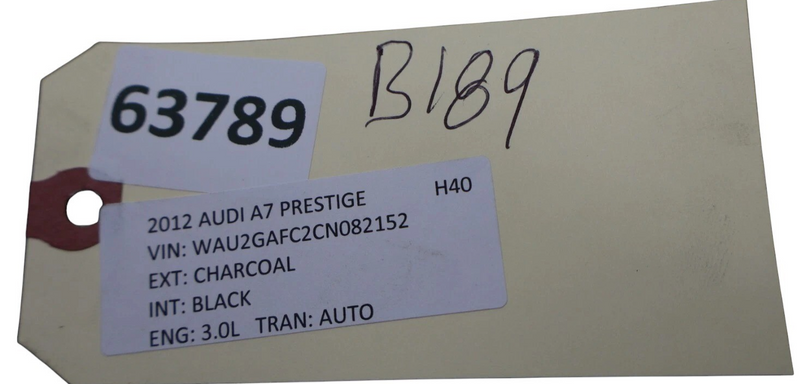 63789
B189
2012 AUDI A7 PRESTIGE H40
VIN: WAU2GAFC2CN082152
EXT: CHARCOAL
INT: BLACK
ENG: 3.0L TRAN: AUTO